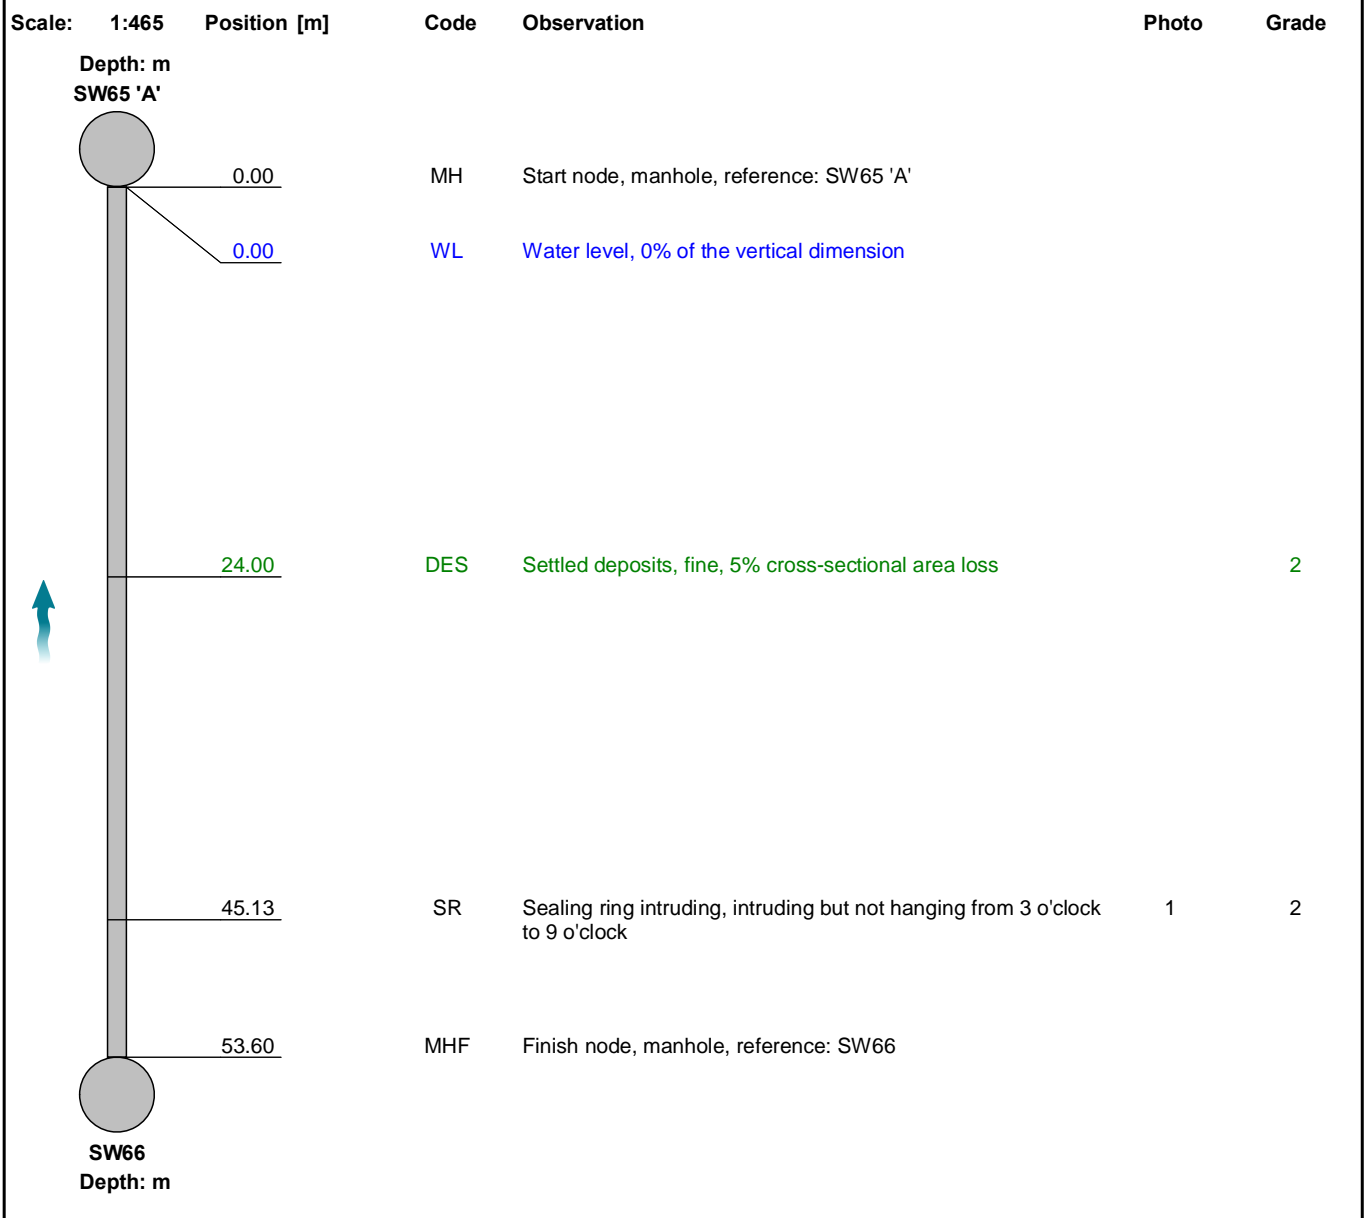 Scale: 1:465 Position [m] Code Observation Photo Grade
Depth: m
SW65 'A'
0.00 MH Start node, manhole, reference: SW65 'A'
0.00 WL Water level, 0% of the vertical dimension
24.00 DES Settled deposits, fine, 5% cross-sectional area loss 2
45.13 SR Sealing ring intruding, intruding but not hanging from 3 o'clock 1 2
to 9 o'clock
53.60 MHF Finish node, manhole, reference: SW66
SW66
Depth: m